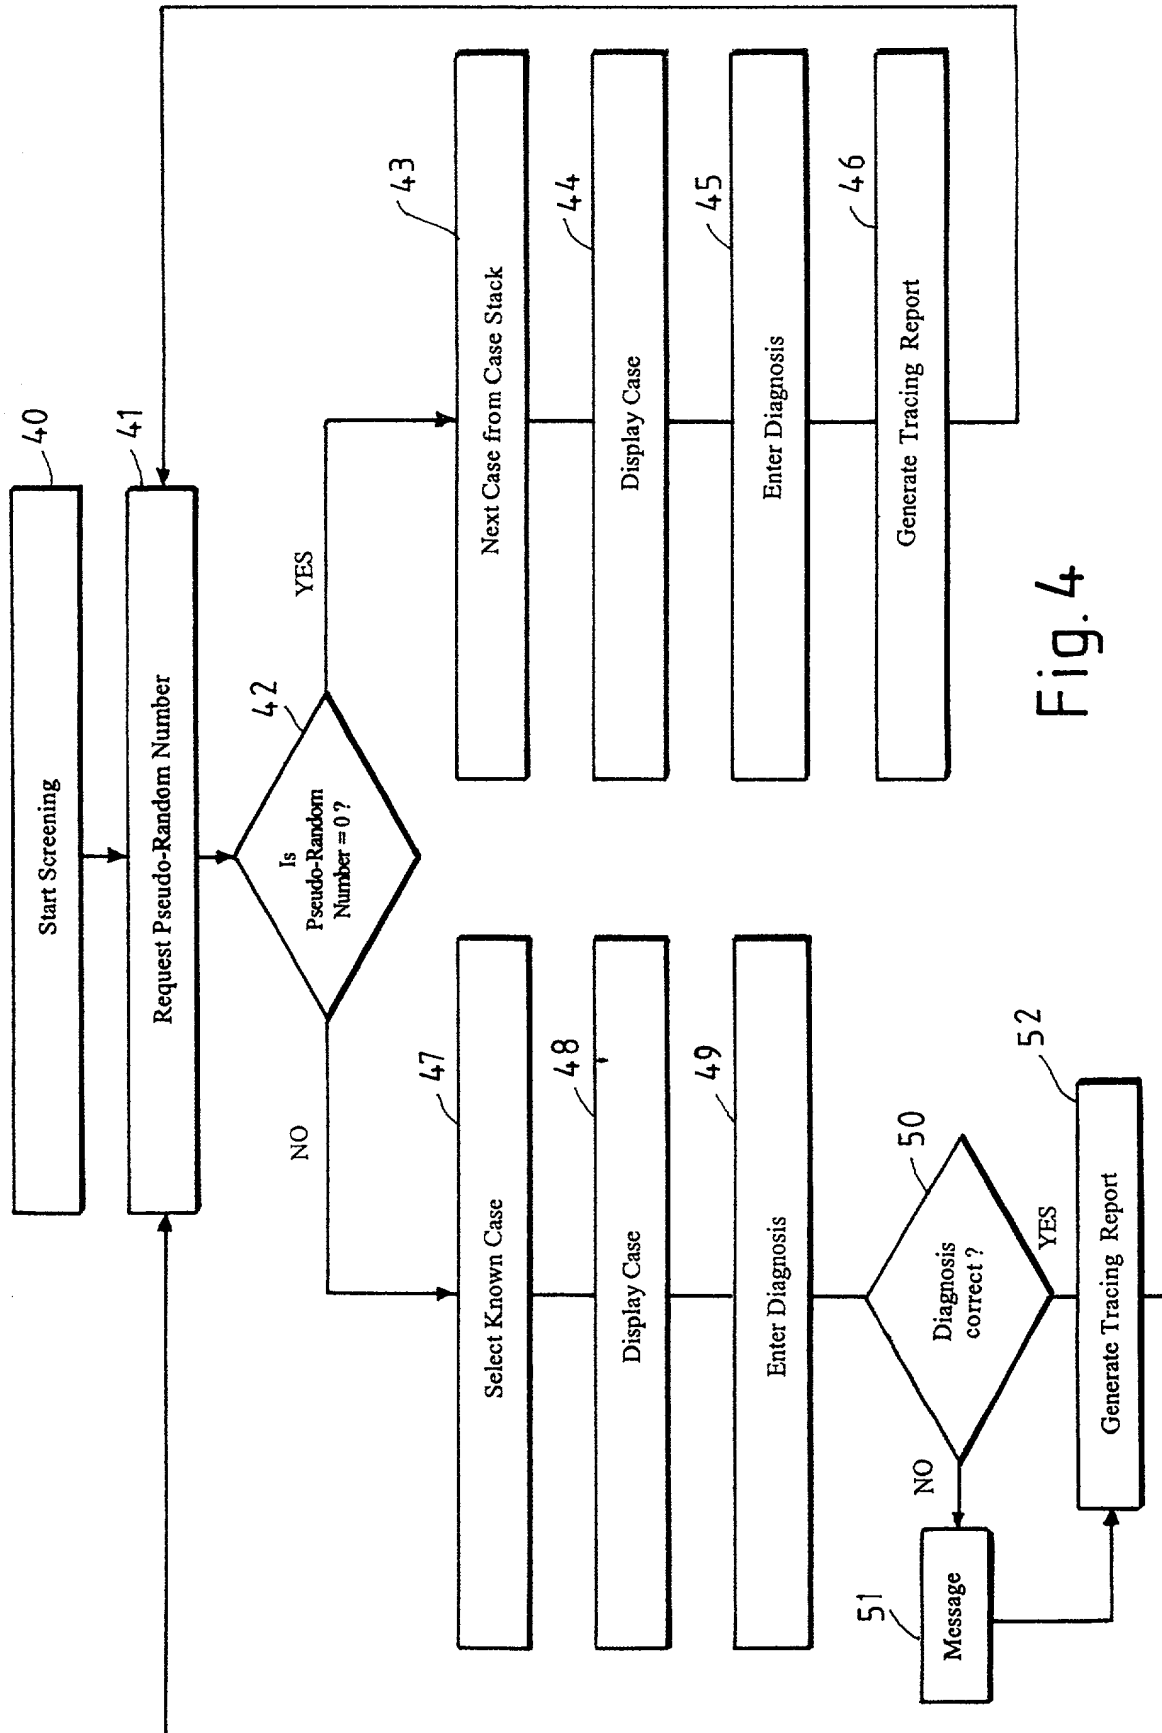 Start Screening
40
Request Pseudo-Random Number
41
Is
Pseudo-Random
Number = 0 ?
42
NO
YES
Select Known Case
47
Next Case from Case Stack
43
Display Case
48
Display Case
44
Enter Diagnosis
49
Enter Diagnosis
45
Diagnosis
correct ?
50
NO
YES
Generate Tracing Report
46
Message
51
Generate Tracing Report
52
Fig. 4